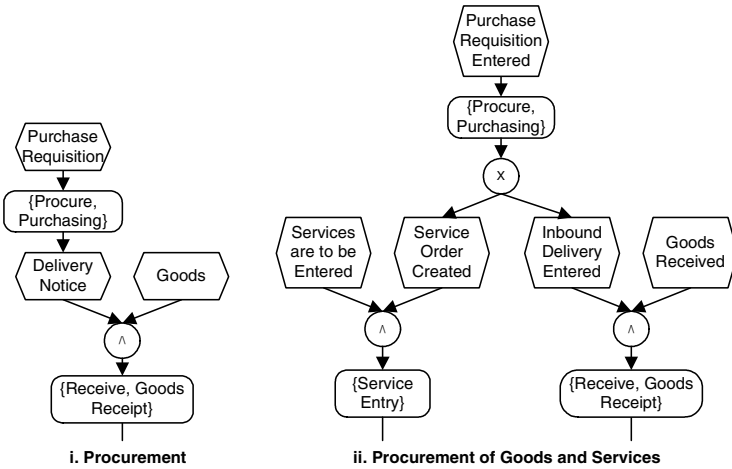 Purchase
Requisition
{Procure,
Purchasing}
Delivery
Notice
Goods
∧
{Receive, Goods
Receipt}
i. Procurement
Purchase
Requisition
Entered
{Procure,
Purchasing}
X
Services
are to be
Entered
Service
Order
Created
Inbound
Delivery
Entered
Goods
Received
∧
∧
{Service
Entry}
{Receive, Goods
Receipt}
ii. Procurement of Goods and Services